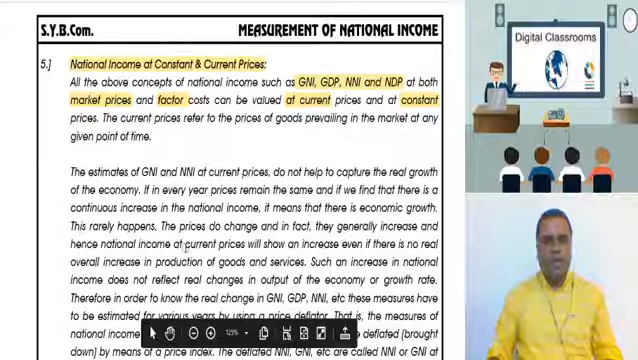 S.Y.B.Com.
MEASUREMENT OF NATIONAL INCOME
5.] National Income at Constant & Current Prices:
All the above concepts of national income such as GNI, GDP, NNI and NDP at both
market prices and factor costs can be valued at current prices and at constant
prices. The current prices refer to the prices of goods prevailing in the market at any
given point of time.
The estimates of GNI and NNI at current prices, do not help to capture the real growth
of the economy. If in every year prices remain the same and if we find that there is a
continuous increase in the national income, it means that there is economic growth.
This rarely happens. The prices do change and in fact, they generally increase and
hence national income at current prices will show an increase even if there is no real
overall increase in production of goods and services. Such an increase in national
income does not reflect real changes in output of the economy or growth rate.
Therefore in order to know the real change in GNI, GDP, NNI, etc these measures have
to be estimated for various years by using a price deflator. That is, the measures of
national income deflated (brought
125%
down) by means of a price index. The deflated NNI, GNI, etc are called NNI or GNI at
Digital Classrooms